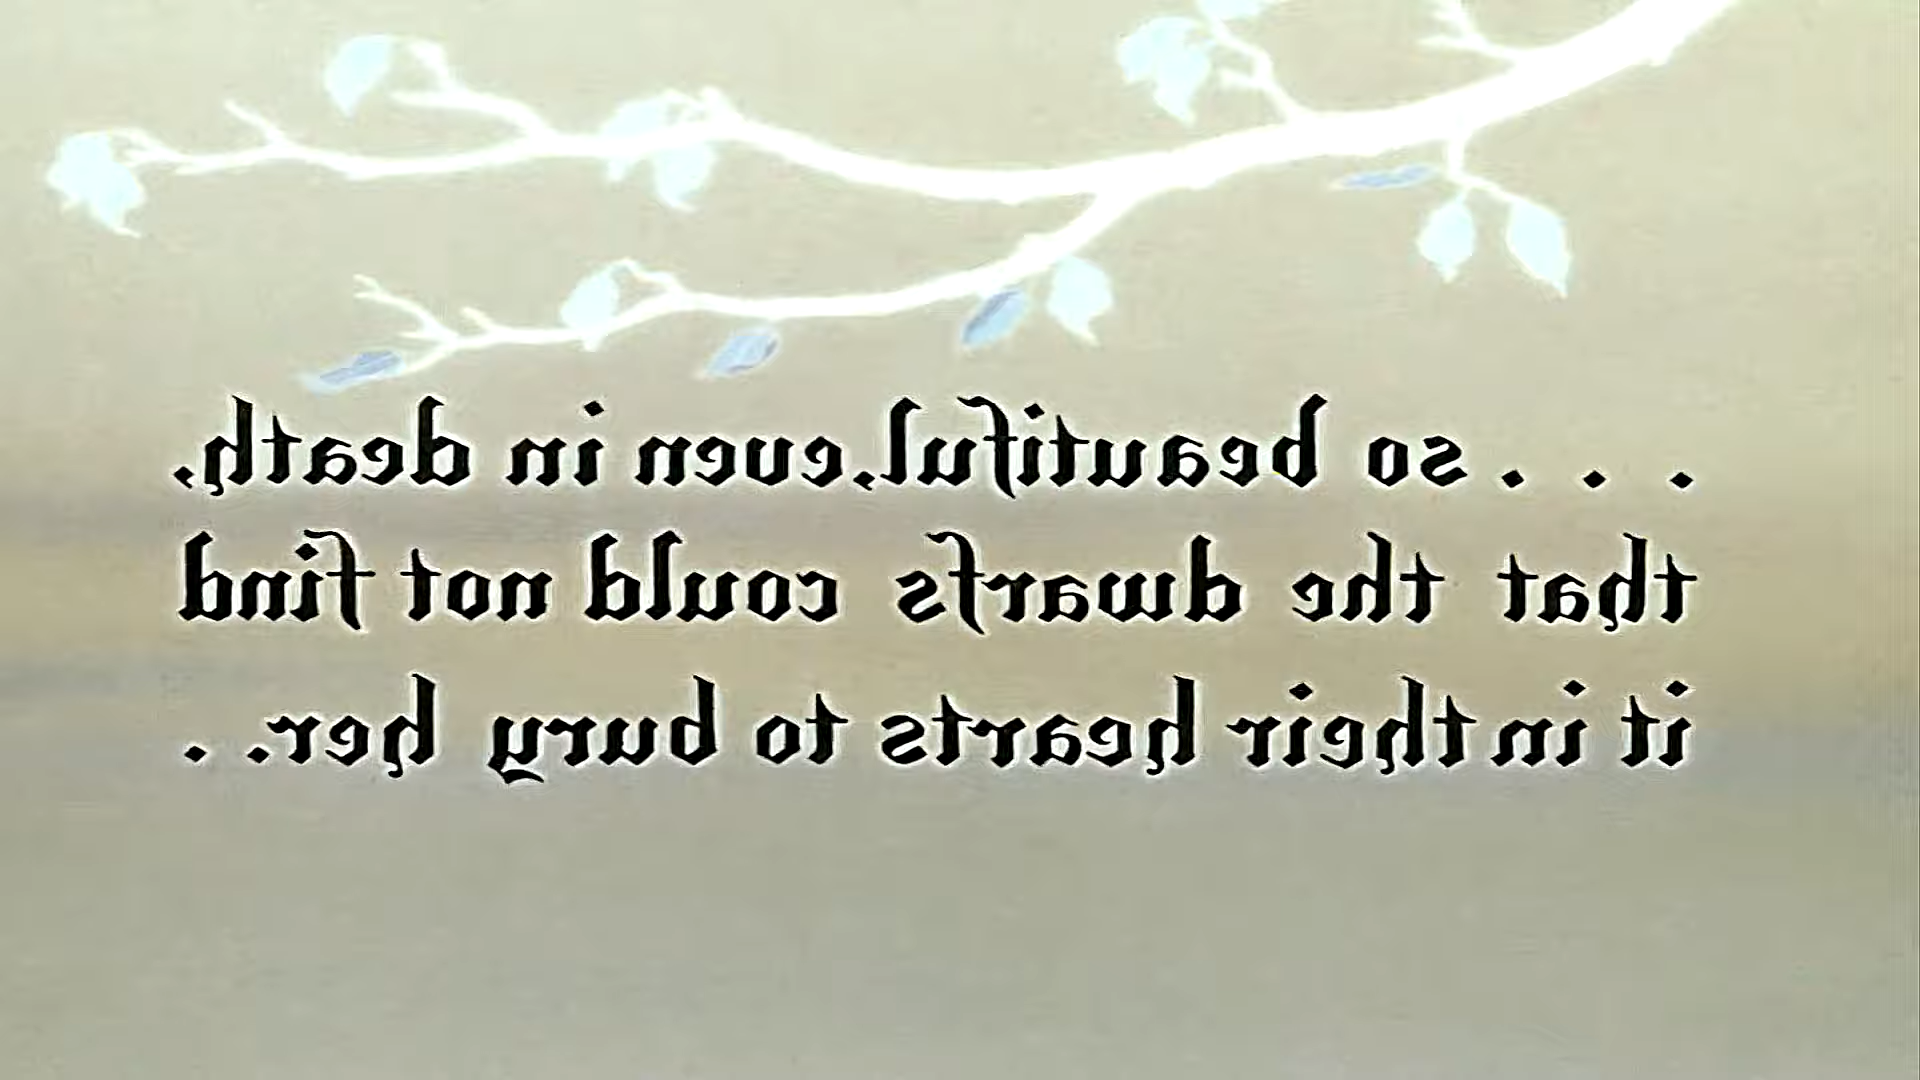 . . . so beautiful, even in death,
that the dwarfs could not find
it in their hearts to bury her. .